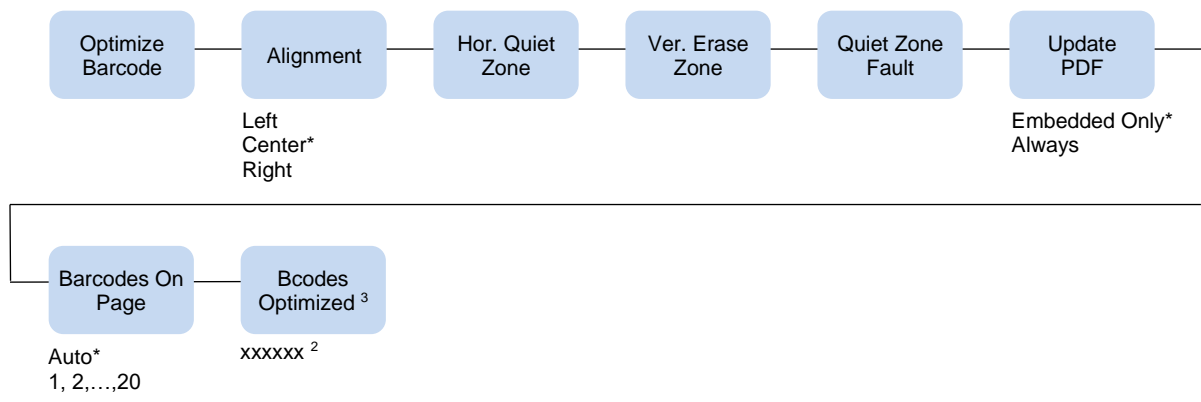 Optimize
Barcode
Alignment
Hor. Quiet
Zone
Ver. Erase
Zone
Quiet Zone
Fault
Update
PDF
Left
Center*
Right
Embedded Only*
Always
Barcodes On
Page
Bcodes
Optimized ³
Auto*
1, 2,…,20
xxxxxx ²